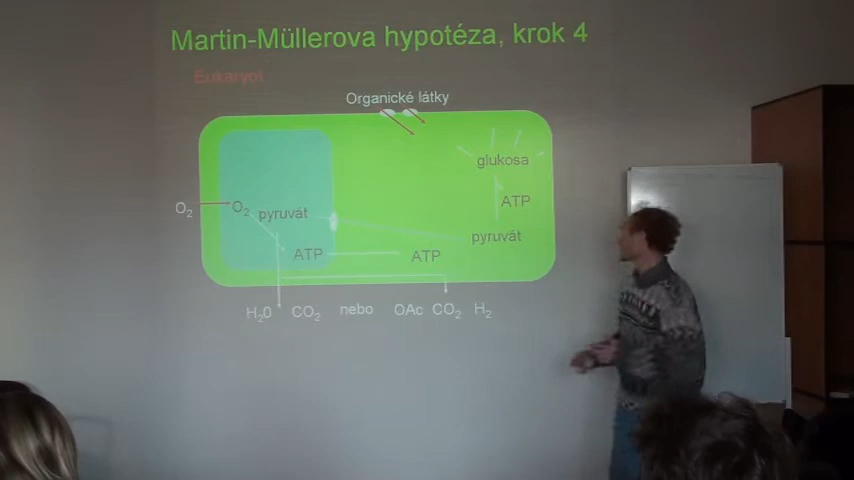 Martin-Müllerova hypotéza, krok 4
Eukaryot
Organické látky
glukosa
ATP
O2 O2 pyruvát
pyruvát
ATP ATP
H20 CO2 nebo OAc CO2 H2